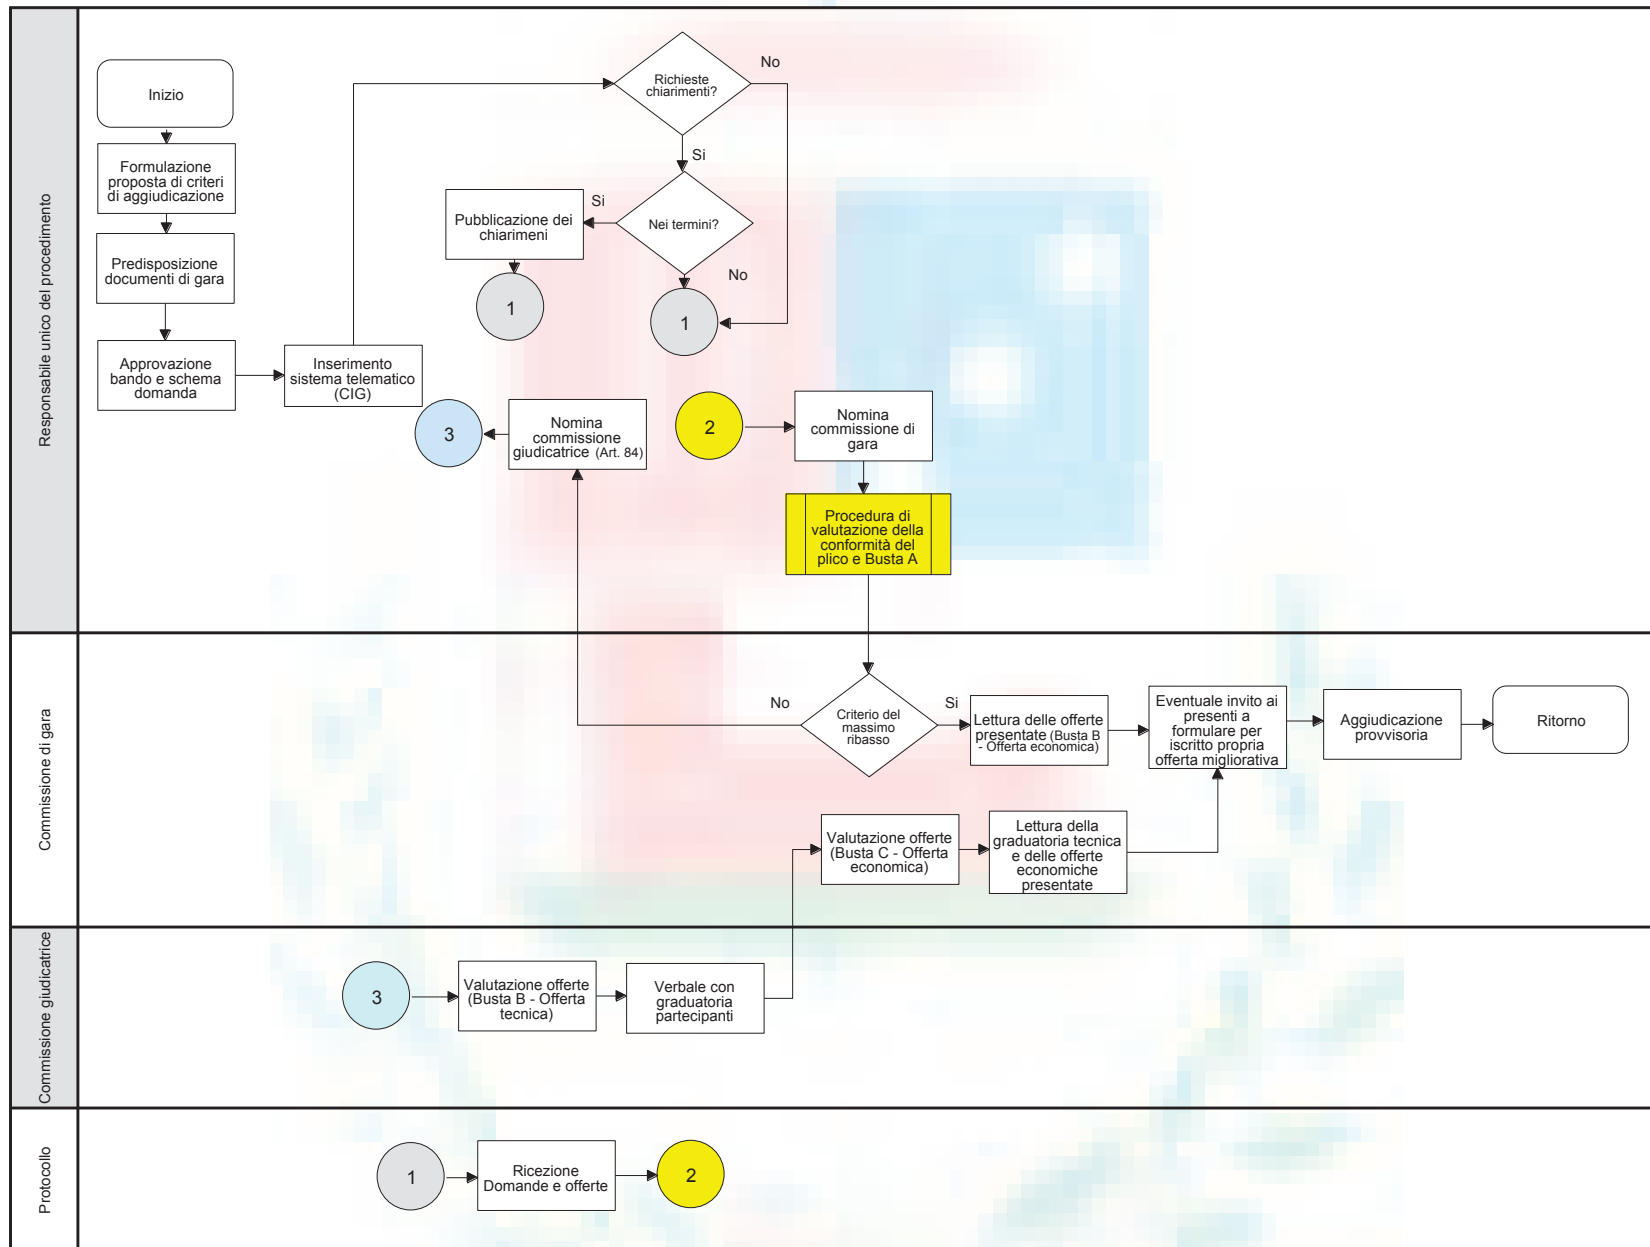 Responsabile unico del procedimento
Inizio
Formulazione
proposta di criteri
di aggiudicazione
Predisposizione
documenti di gara
Approvazione
bando e schema
domanda
Inserimento
sistema telematico
(CIG)
Richieste
chiarimenti?
No
Si
Nei termini?
Si
No
Pubblicazione dei
chiarimeni
1
1
3
Nomina
commissione
giudicatrice (Art. 84)
2
Nomina
commissione di
gara
Procedura di
valutazione della
conformità del
plico e Busta A
Commissione di gara
No
Criterio del
massimo
ribasso
Si
Lettura delle offerte
presentate (Busta B
- Offerta economica)
Eventuale invito ai
presenti a
formulare per
iscritto propria
offerta migliorativa
Aggiudicazione
provvisoria
Ritorno
Valutazione offerte
(Busta C - Offerta
economica)
Lettura della
graduatoria tecnica
e delle offerte
economiche
presentate
Commissione giudicatrice
3
Valutazione offerte
(Busta B - Offerta
tecnica)
Verbale con
graduatoria
partecipanti
Protocollo
1
Ricezione
Domande e offerte
2